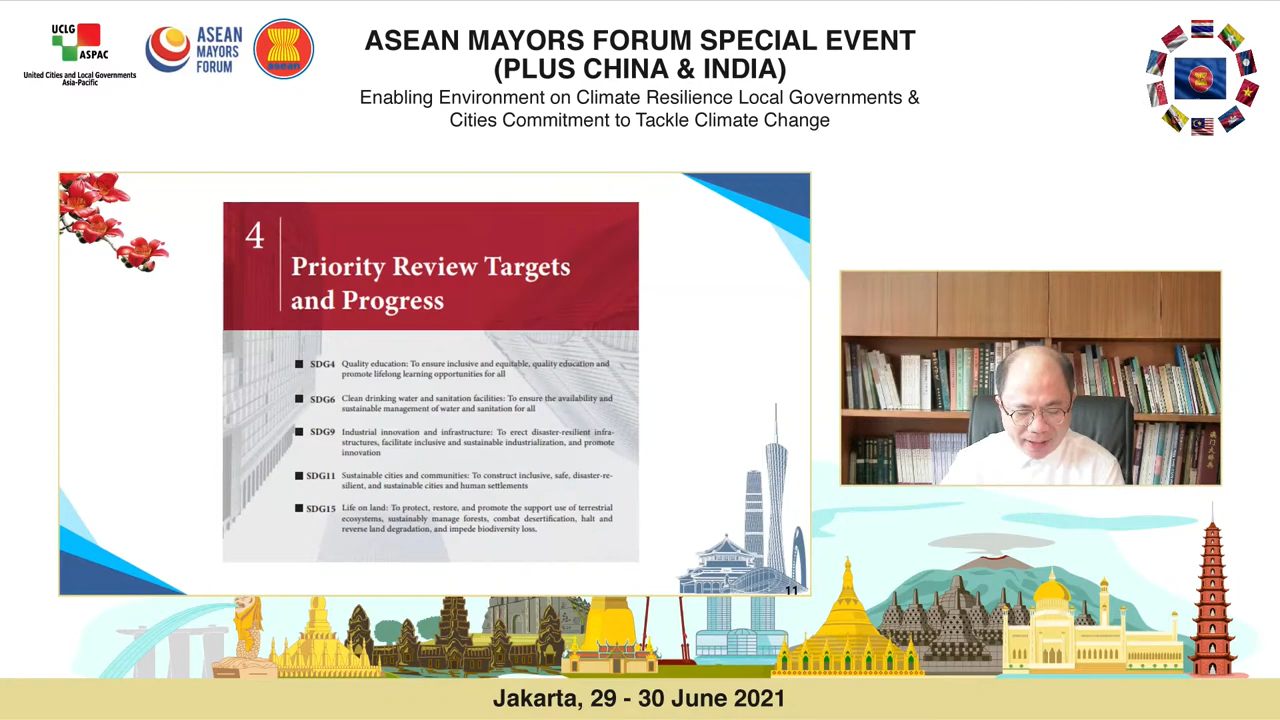 UCLG
ASPAC
United Cities and Local Governments
Asia-Pacific
ASEAN
MAYORS
FORUM
asean
ASEAN MAYORS FORUM SPECIAL EVENT
(PLUS CHINA & INDIA)
Enabling Environment on Climate Resilience Local Governments &
Cities Commitment to Tackle Climate Change
4
Priority Review Targets
and Progress
SDG4 Quality education: To ensure inclusive and equitable, quality education and
promote lifelong learning opportunities for all
SDG6 Clean drinking water and sanitation facilities: To ensure the availability and
sustainable management of water and sanitation for all
SDG9 Industrial innovation and infrastructure: To erect disaster-resilient infra-
structures, facilitate inclusive and sustainable industrialization, and promote
innovation
SDG11 Sustainable cities and communities: To construct inclusive, safe, disaster-re-
silient, and sustainable cities and human settlements
SDG15 Life on land: To protect, restore, and promote the support use of terrestrial
ecosystems, sustainably manage forests, combat desertification, halt and
reverse land degradation, and impede biodiversity loss.
11
Jakarta, 29 - 30 June 2021